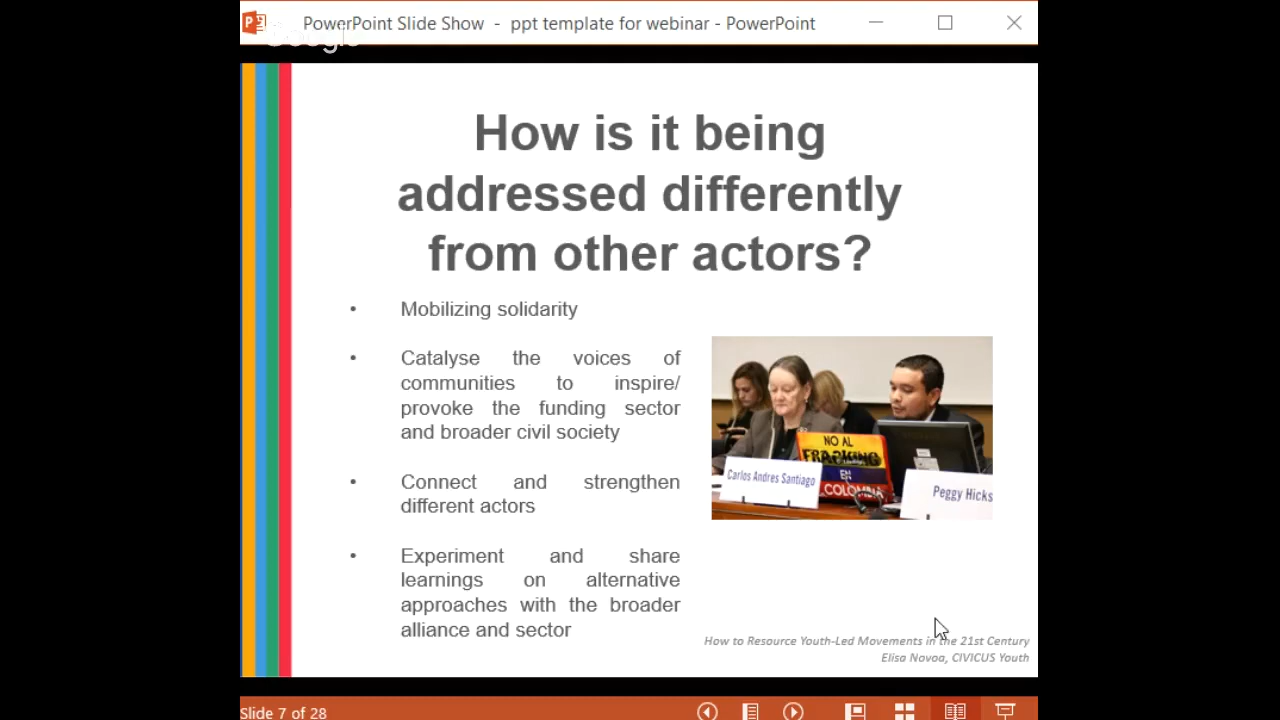 PowerPoint Slide Show - ppt template for webinar - PowerPoint
Google
How is it being
addressed differently
from other actors?
• Mobilizing solidarity
• Catalyse the voices of
communities to inspire/
provoke the funding sector
and broader civil society
• Connect and strengthen
different actors
• Experiment and share
learnings on alternative
approaches with the broader
alliance and sector
NO AL
FRACKING
EN
COLOMBIA
Carlos Andres Santiago
Peggy Hicks
How to Resource Youth-Led Movements in the 21st Century
Elisa Novoa, CIVICUS Youth
Slide 7 of 28